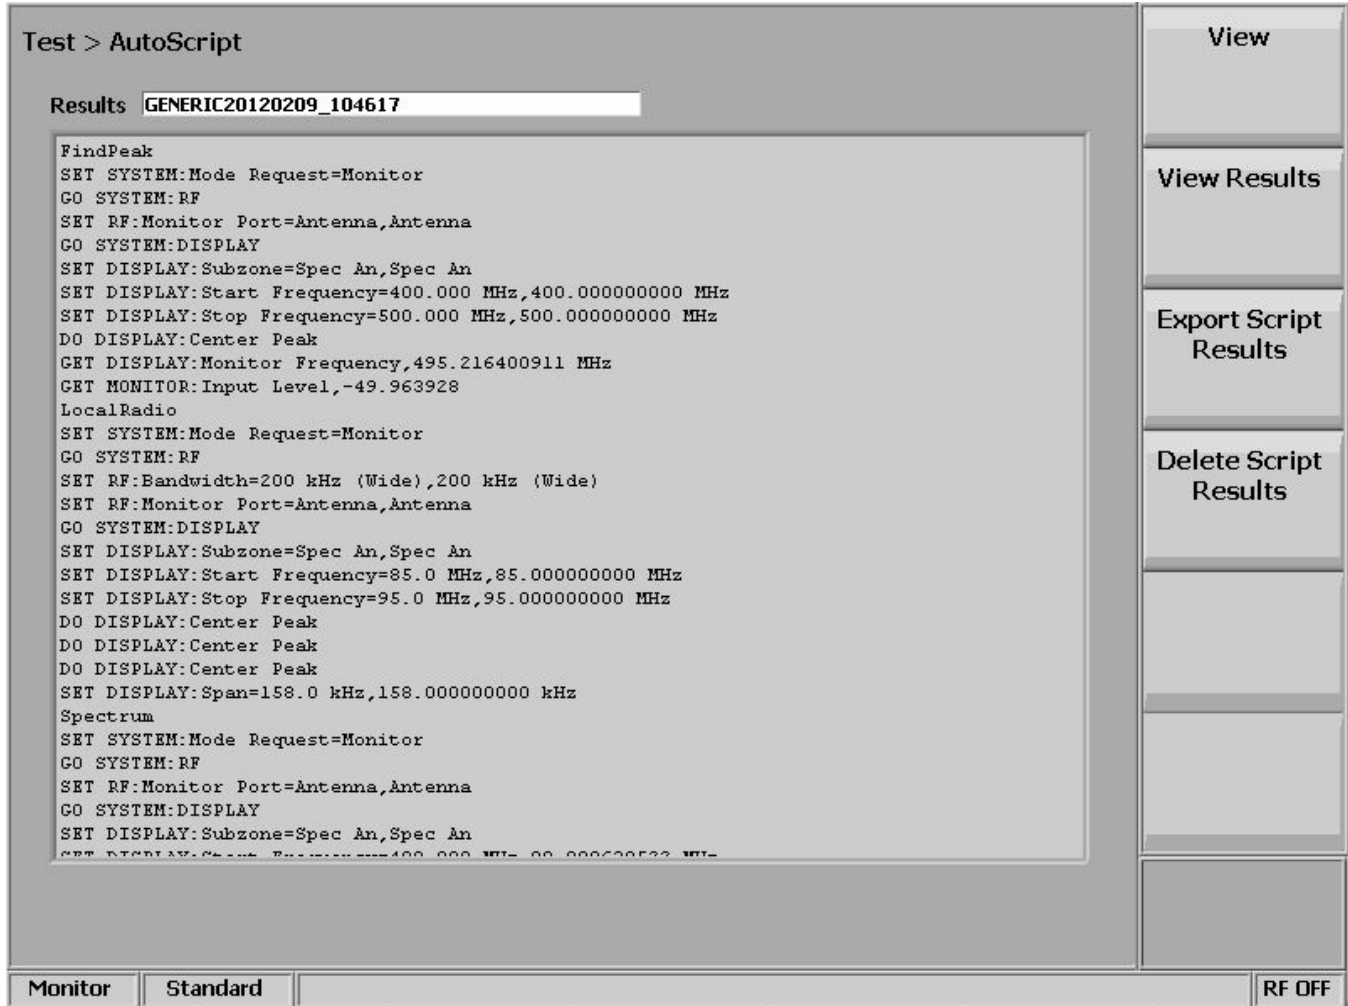 Test > AutoScript
Results GENERIC20120209_104617
FindPeak
SET SYSTEM:Mode Request=Monitor
GO SYSTEM:RF
SET RF:Monitor Port=Antenna,Antenna
GO SYSTEM:DISPLAY
SET DISPLAY:Subzone=Spec An,Spec An
SET DISPLAY:Start Frequency=400.000 MHz,400.000000000 MHz
SET DISPLAY:Stop Frequency=500.000 MHz,500.000000000 MHz
DO DISPLAY:Center Peak
GET DISPLAY:Monitor Frequency,495.216400911 MHz
GET MONITOR:Input Level,-49.963928
LocalRadio
SET SYSTEM:Mode Request=Monitor
GO SYSTEM:RF
SET RF:Bandwidth=200 kHz (Wide),200 kHz (Wide)
SET RF:Monitor Port=Antenna,Antenna
GO SYSTEM:DISPLAY
SET DISPLAY:Subzone=Spec An,Spec An
SET DISPLAY:Start Frequency=85.0 MHz,85.000000000 MHz
SET DISPLAY:Stop Frequency=95.0 MHz,95.000000000 MHz
DO DISPLAY:Center Peak
DO DISPLAY:Center Peak
DO DISPLAY:Center Peak
SET DISPLAY:Span=158.0 kHz,158.000000000 kHz
Spectrum
SET SYSTEM:Mode Request=Monitor
GO SYSTEM:RF
SET RF:Monitor Port=Antenna,Antenna
GO SYSTEM:DISPLAY
SET DISPLAY:Subzone=Spec An,Spec An
SET DISPLAY:Start
View
View Results
Export Script
Results
Delete Script
Results
Monitor
Standard
RF OFF